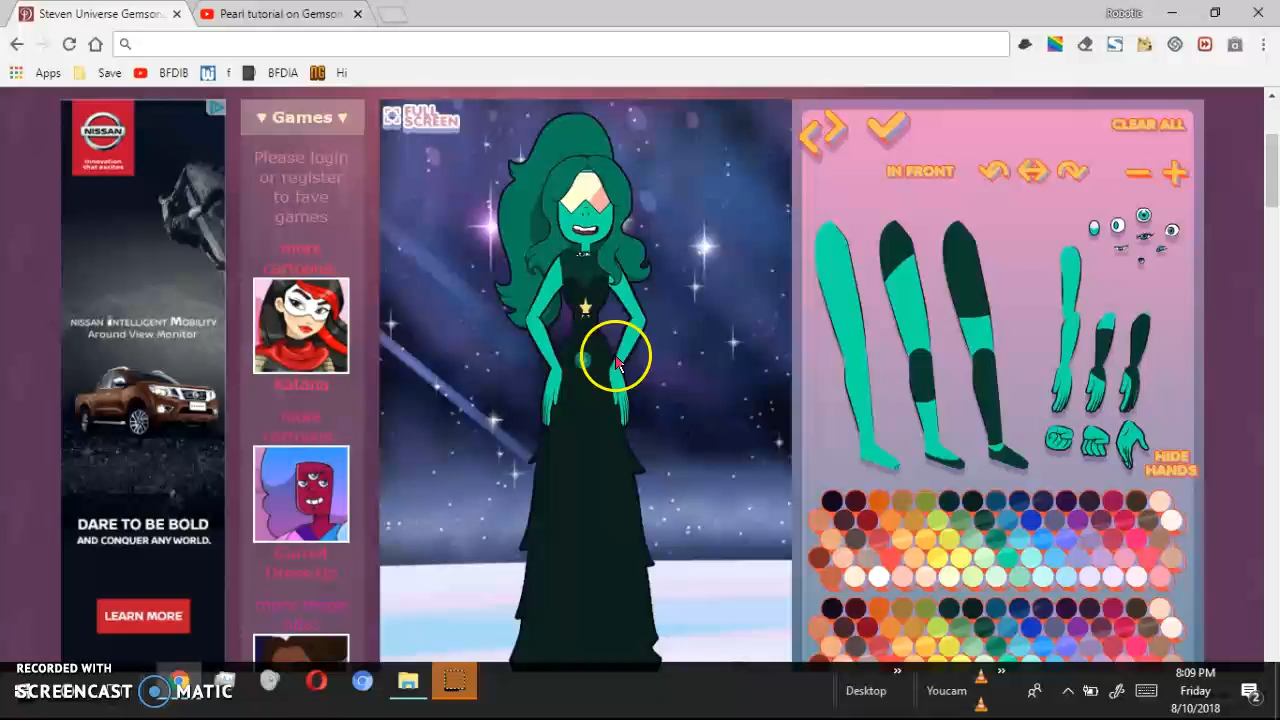 Steven Universe Gemson
Pearl tutorial on Gemson
Robotic
Apps
Save
BFDIB
f
BFDIA
NG
Hi
NISSAN
Innovation
that excites
NISSAN INTELLIGENT MOBILITY
Around View Monitor
DARE TO BE BOLD
AND CONQUER ANY WORLD.
LEARN MORE
▼ Games ▼
Please login
or register
to fave
games
more
cartoons:
Katana
more
cartoons:
Garnet
Dress Up
FULL
SCREEN
CLEAR ALL
IN FRONT
HIDE
HANDS
RECORDED WITH
SCREENCAST MATIC
Desktop
Youcam
8:09 PM
Friday
8/10/2018
2